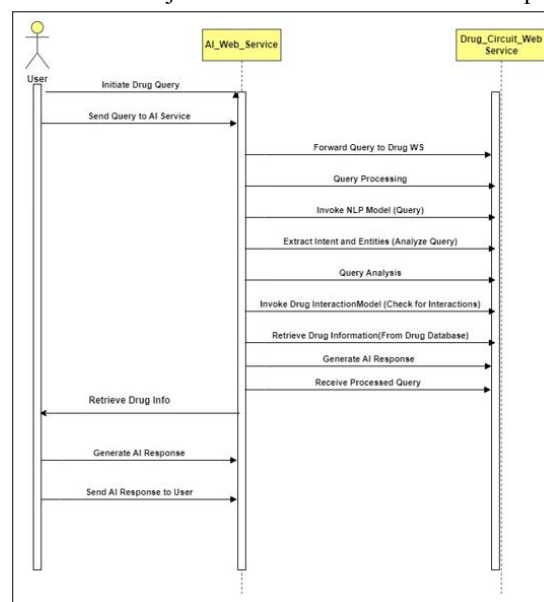 User
AI_Web_Service
Drug_Circuit_Web
Service
Initiate Drug Query
Send Query to AI Service
Forward Query to Drug WS
Query Processing
Invoke NLP Model (Query)
Extract Intent and Entities (Analyze Query)
Query Analysis
Invoke Drug InteractionModel (Check for Interactions)
Retrieve Drug Information(From Drug Database)
Generate AI Response
Receive Processed Query
Retrieve Drug Info
Generate AI Response
Send AI Response to User